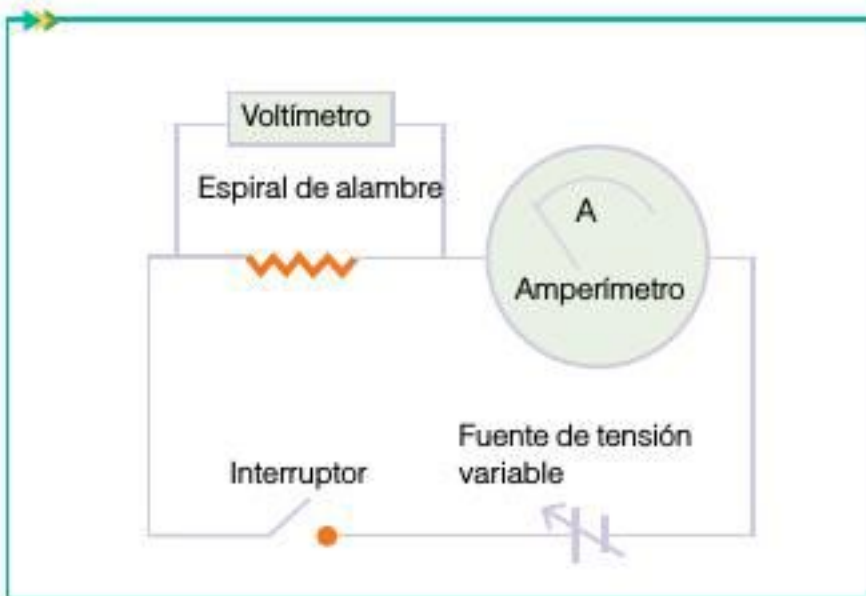 Voltímetro
Espiral de alambre
A
Amperímetro
Fuente de tensión
variable
Interruptor